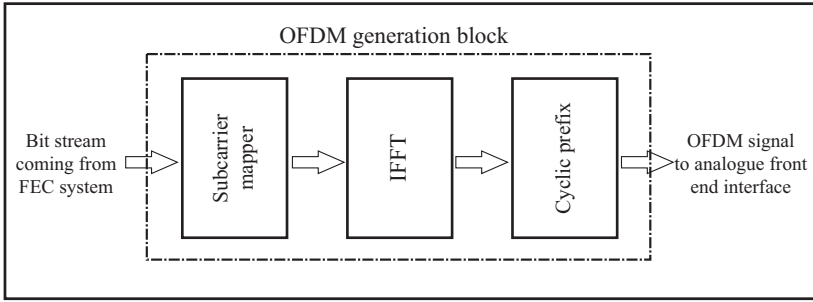 OFDM generation block
Bit stream
coming from
FEC system
Subcarrier
mapper
IFFT
Cyclic prefix
OFDM signal
to analogue front
end interface